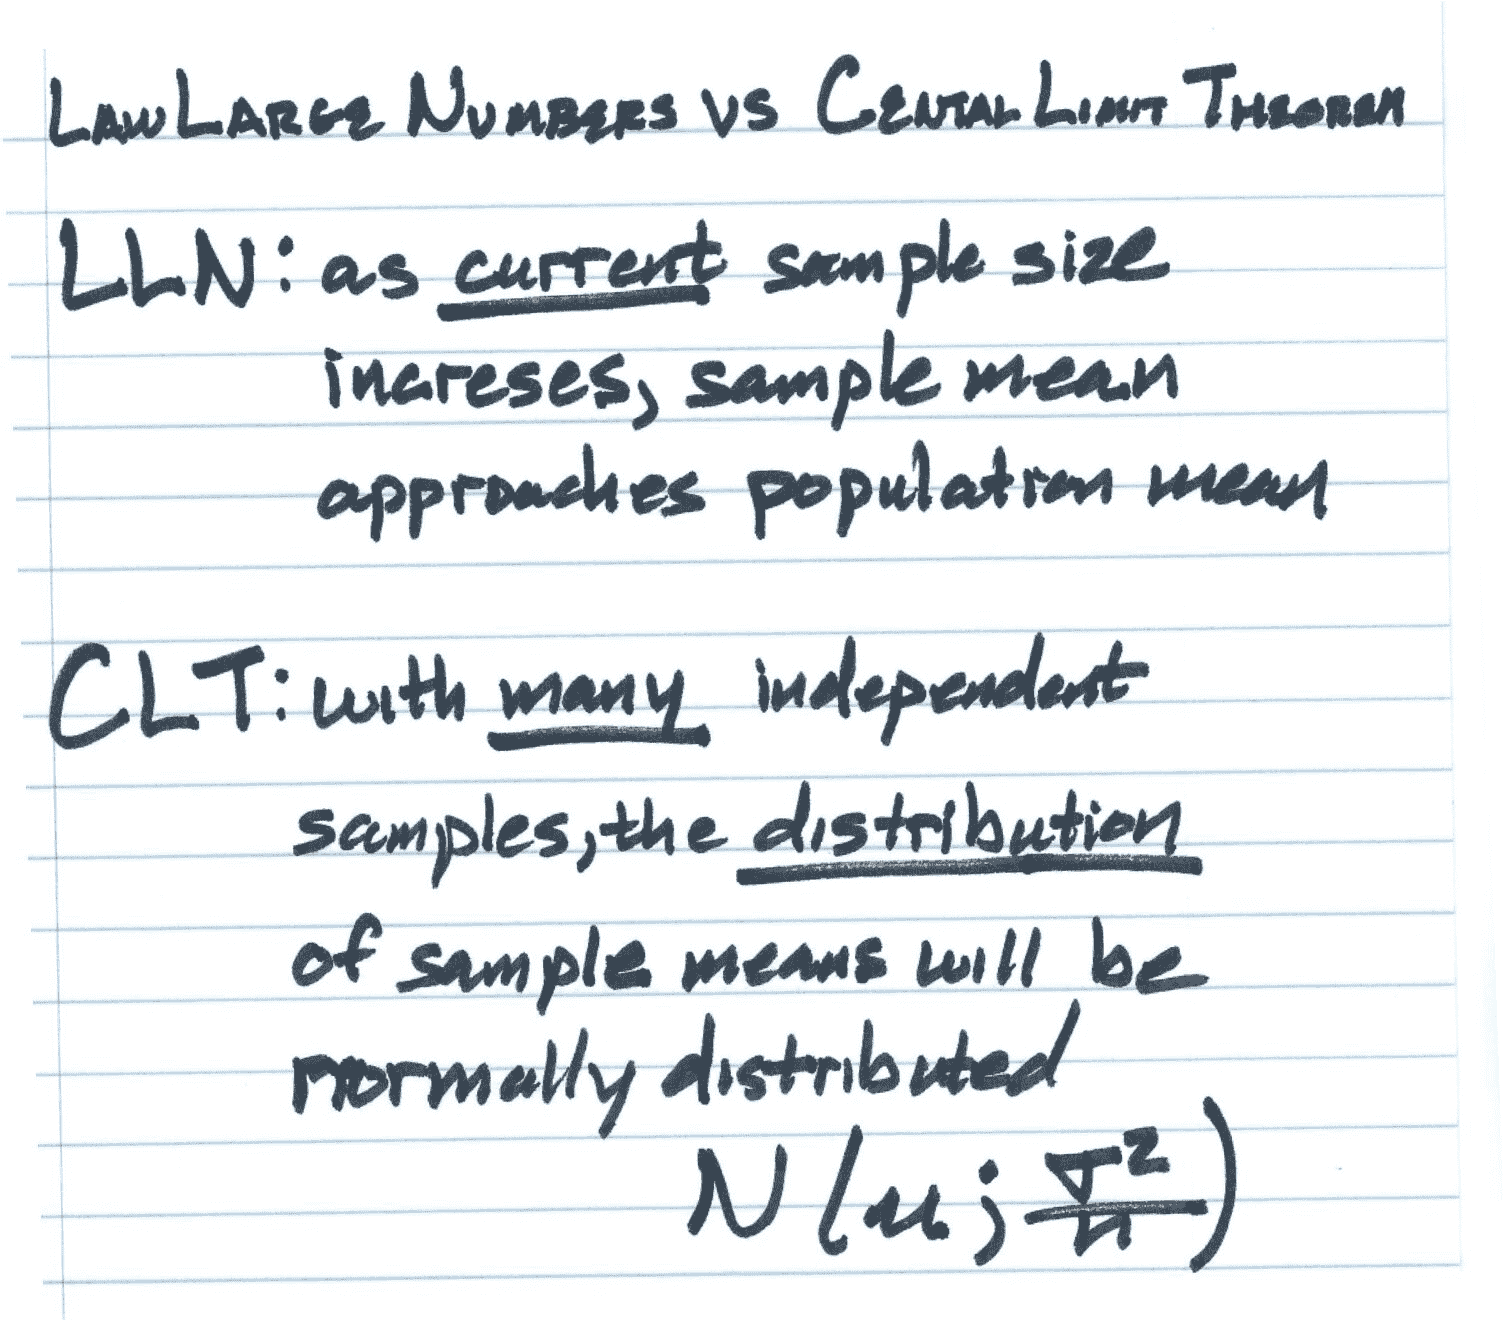 LAW LARGE NUMBERS VS CENTAL LIMIT THEOREM
LLN: as current sample size
increses, sample mean
approaches population mean
CLT: with many independent
samples, the distribution
of sample means will be
normally distributed
N(μ; σ²/n)